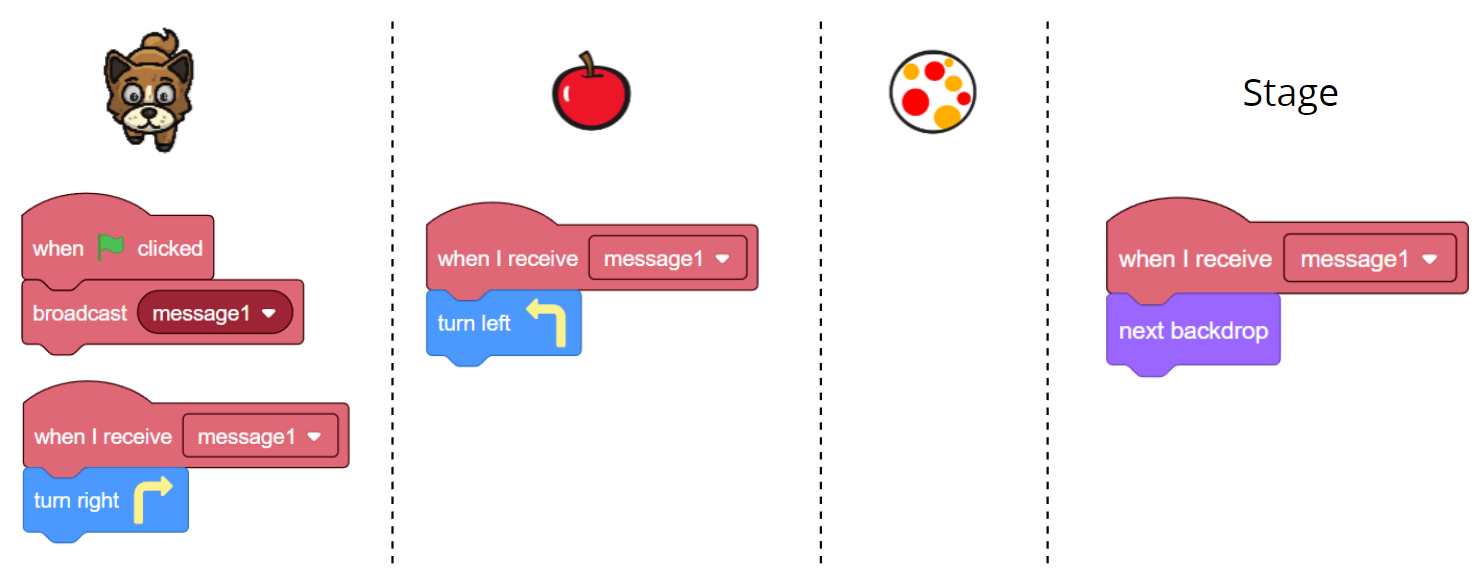 Stage
when clicked
broadcast message1
when I receive message1
turn right
when I receive message1
turn left
when I receive message1
next backdrop